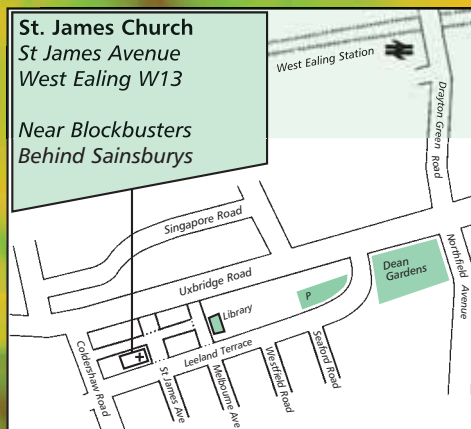 St. James Church
St James Avenue
West Ealing W13
Near Blockbusters
Behind Sainsburys
West Ealing Station
Drayton Green Road
Singapore Road
Uxbridge Road
Dean
Gardens
Northfield Avenue
P
Library
Leeland Terrace
Coldershaw Road
St James Ave
Melbourne Ave
Westfield Road
Seaford Road